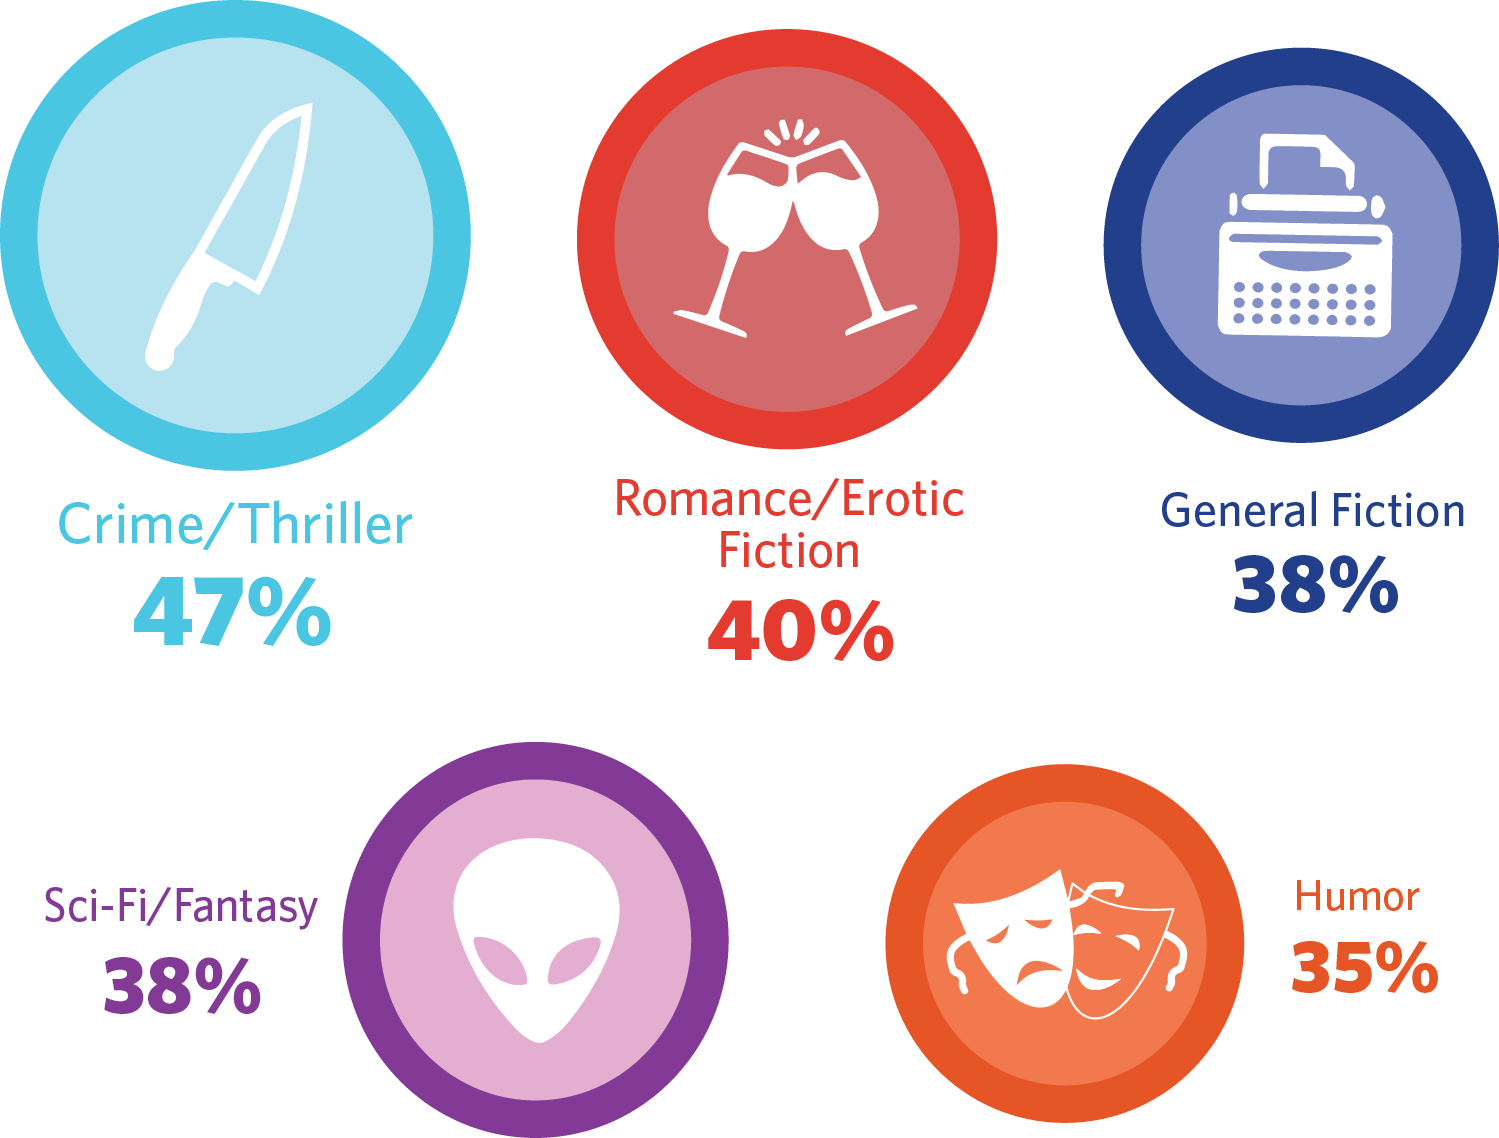 Crime/Thriller
47%
Romance/Erotic
Fiction
40%
General Fiction
38%
Sci-Fi/Fantasy
38%
Humor
35%